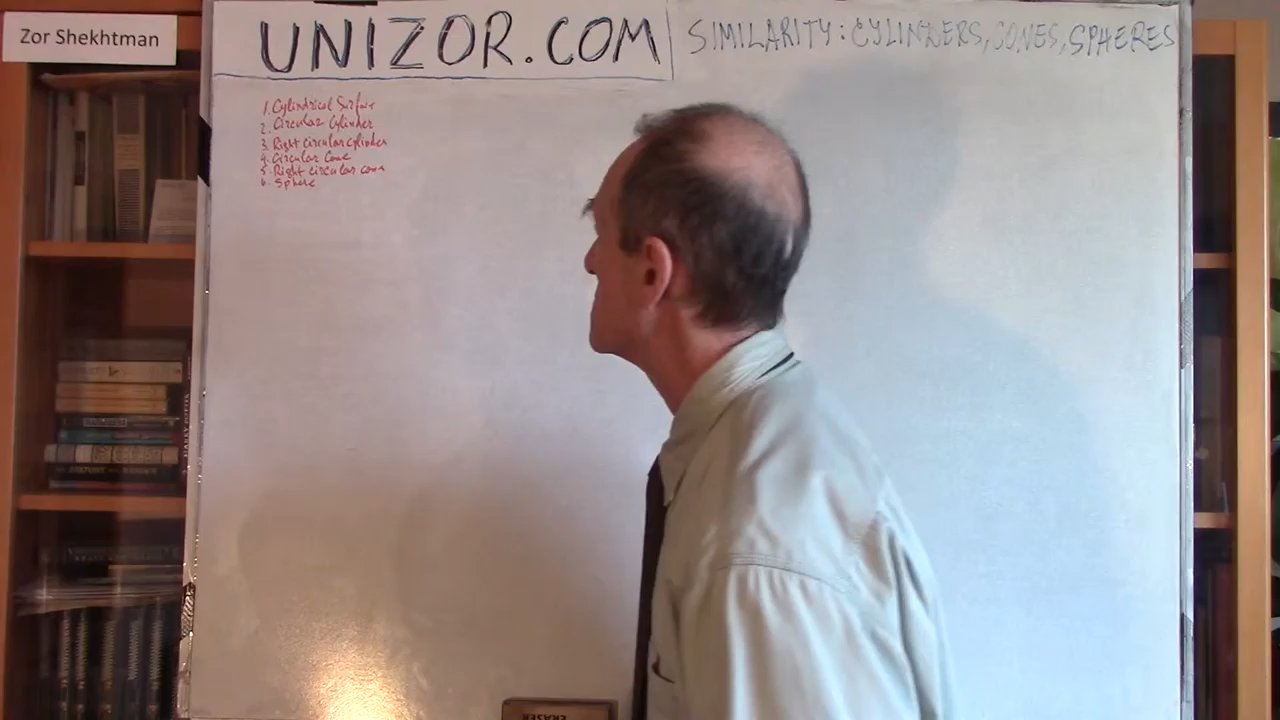 Zor Shekhtman
UNIZOR.COM
SIMILARITY: CYLINDERS, CONES, SPHERES
1. Cylindrical Surface
2. Circular Cylinder
3. Right circular cylinder
4. Circular Cone
5. Right circular cone
6. Sphere
ERASER